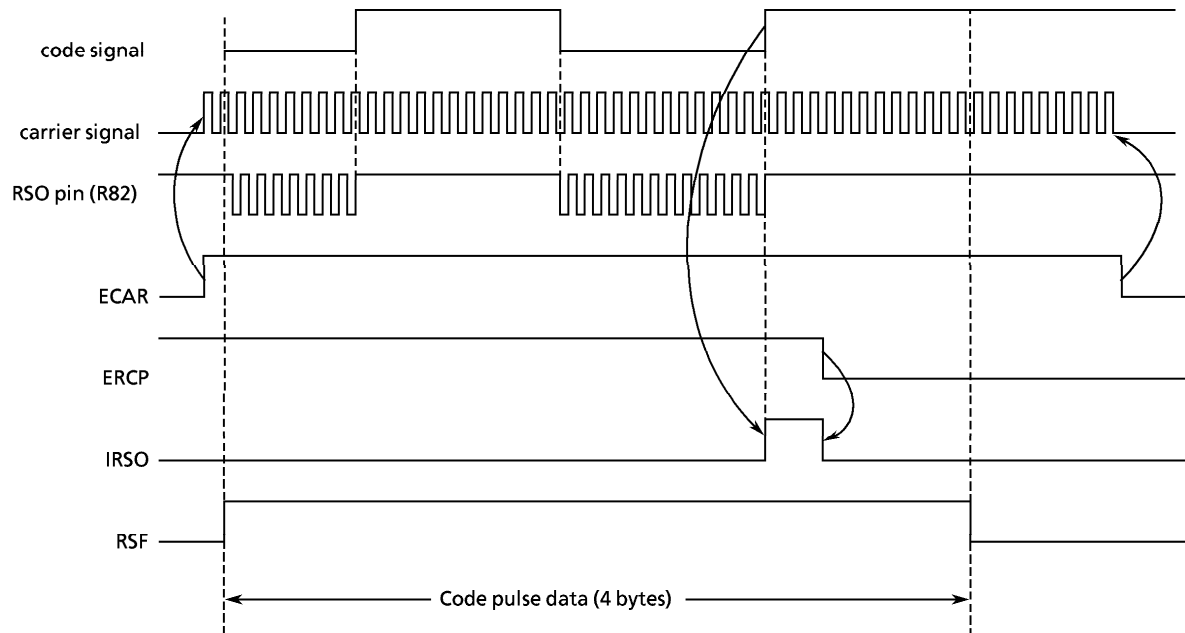 code signal
carrier signal
RSO pin (R82)
ECAR
ERCP
IRSO
RSF
Code pulse data (4 bytes)